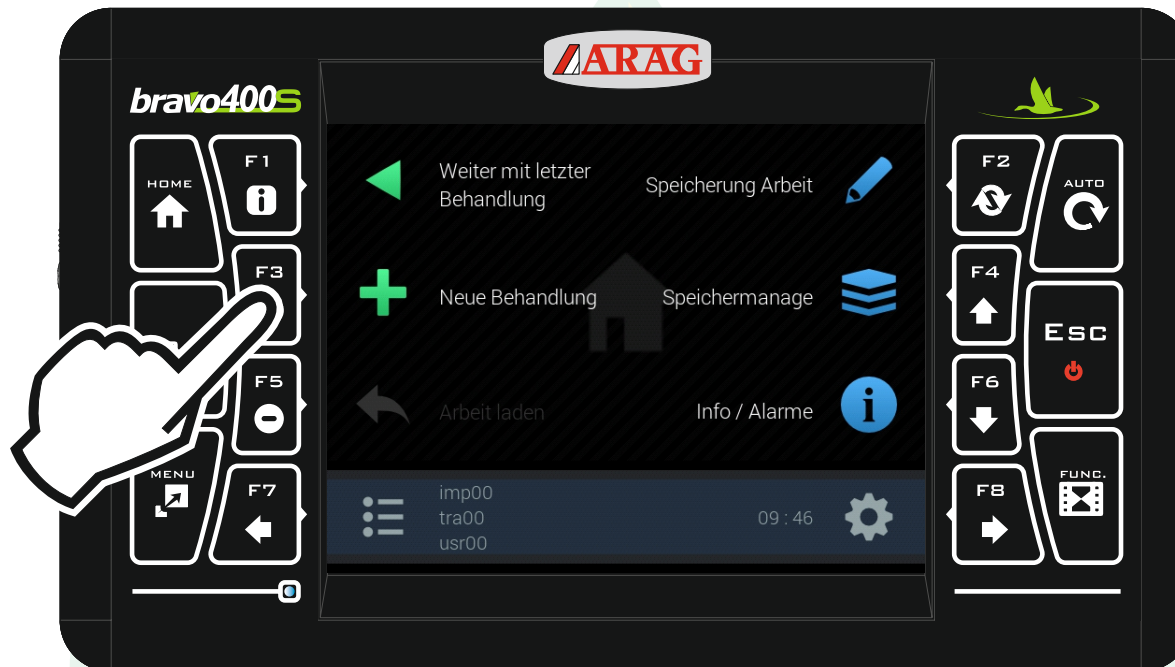 ARAG
bravo400S
HOME
F1
F3
F5
MENU
F7
Weiter mit letzter
Behandlung
Speicherung Arbeit
Neue Behandlung
Speichermanage
Arbeit laden
Info / Alarme
imp00
tra00
usr00
09 : 46
F2
AUTO
F4
ESC
F6
FUNC.
F8